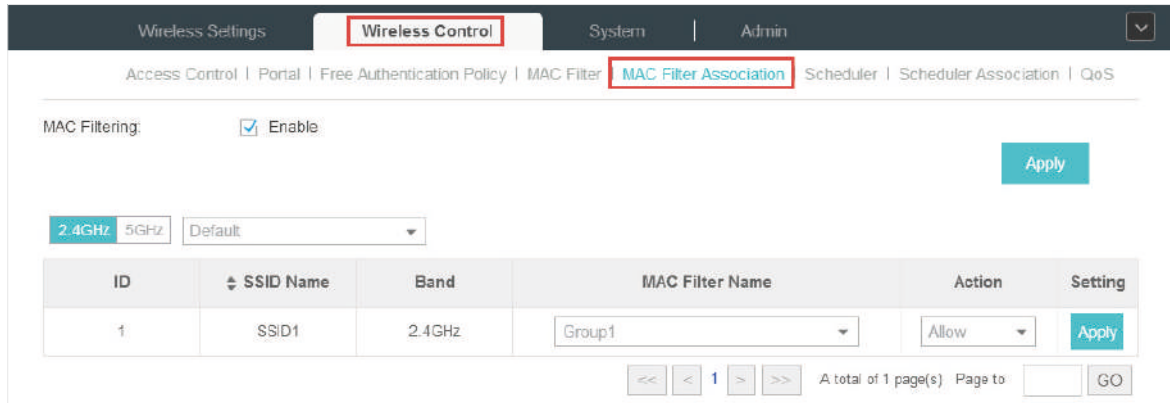 Wireless Settings Wireless Control System | Admin
Access Control | Portal | Free Authentication Policy | MAC Filter | MAC Filter Association | Scheduler | Scheduler Association | QoS
MAC Filtering: Enable
Apply
2.4GHz 5GHz Default
ID SSID Name Band MAC Filter Name Action Setting
1 SSID1 2.4GHz Group1 Allow Apply
<< < 1 > >> A total of 1 page(s) Page to GO